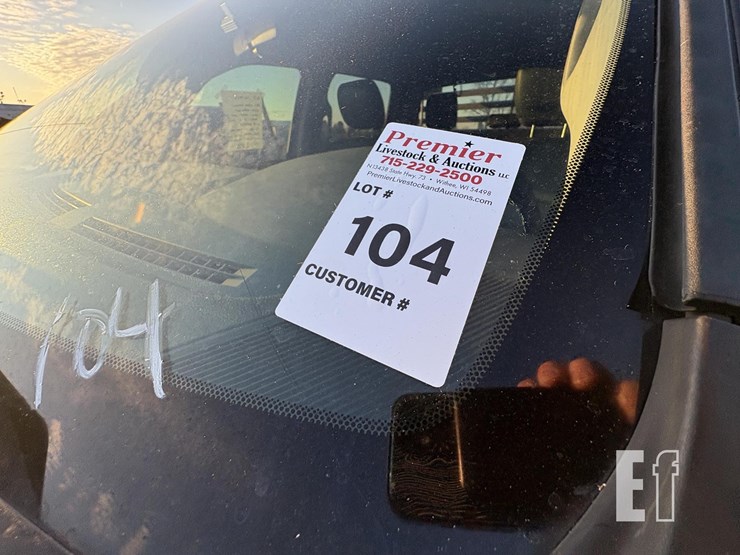 Premier
Livestock & Auctions LLC
715-229-2500
N13438 State Hwy. 73 • Withee, WI 54498
PremierLivestockandAuctions.com
LOT #
104
CUSTOMER #
104
Ef